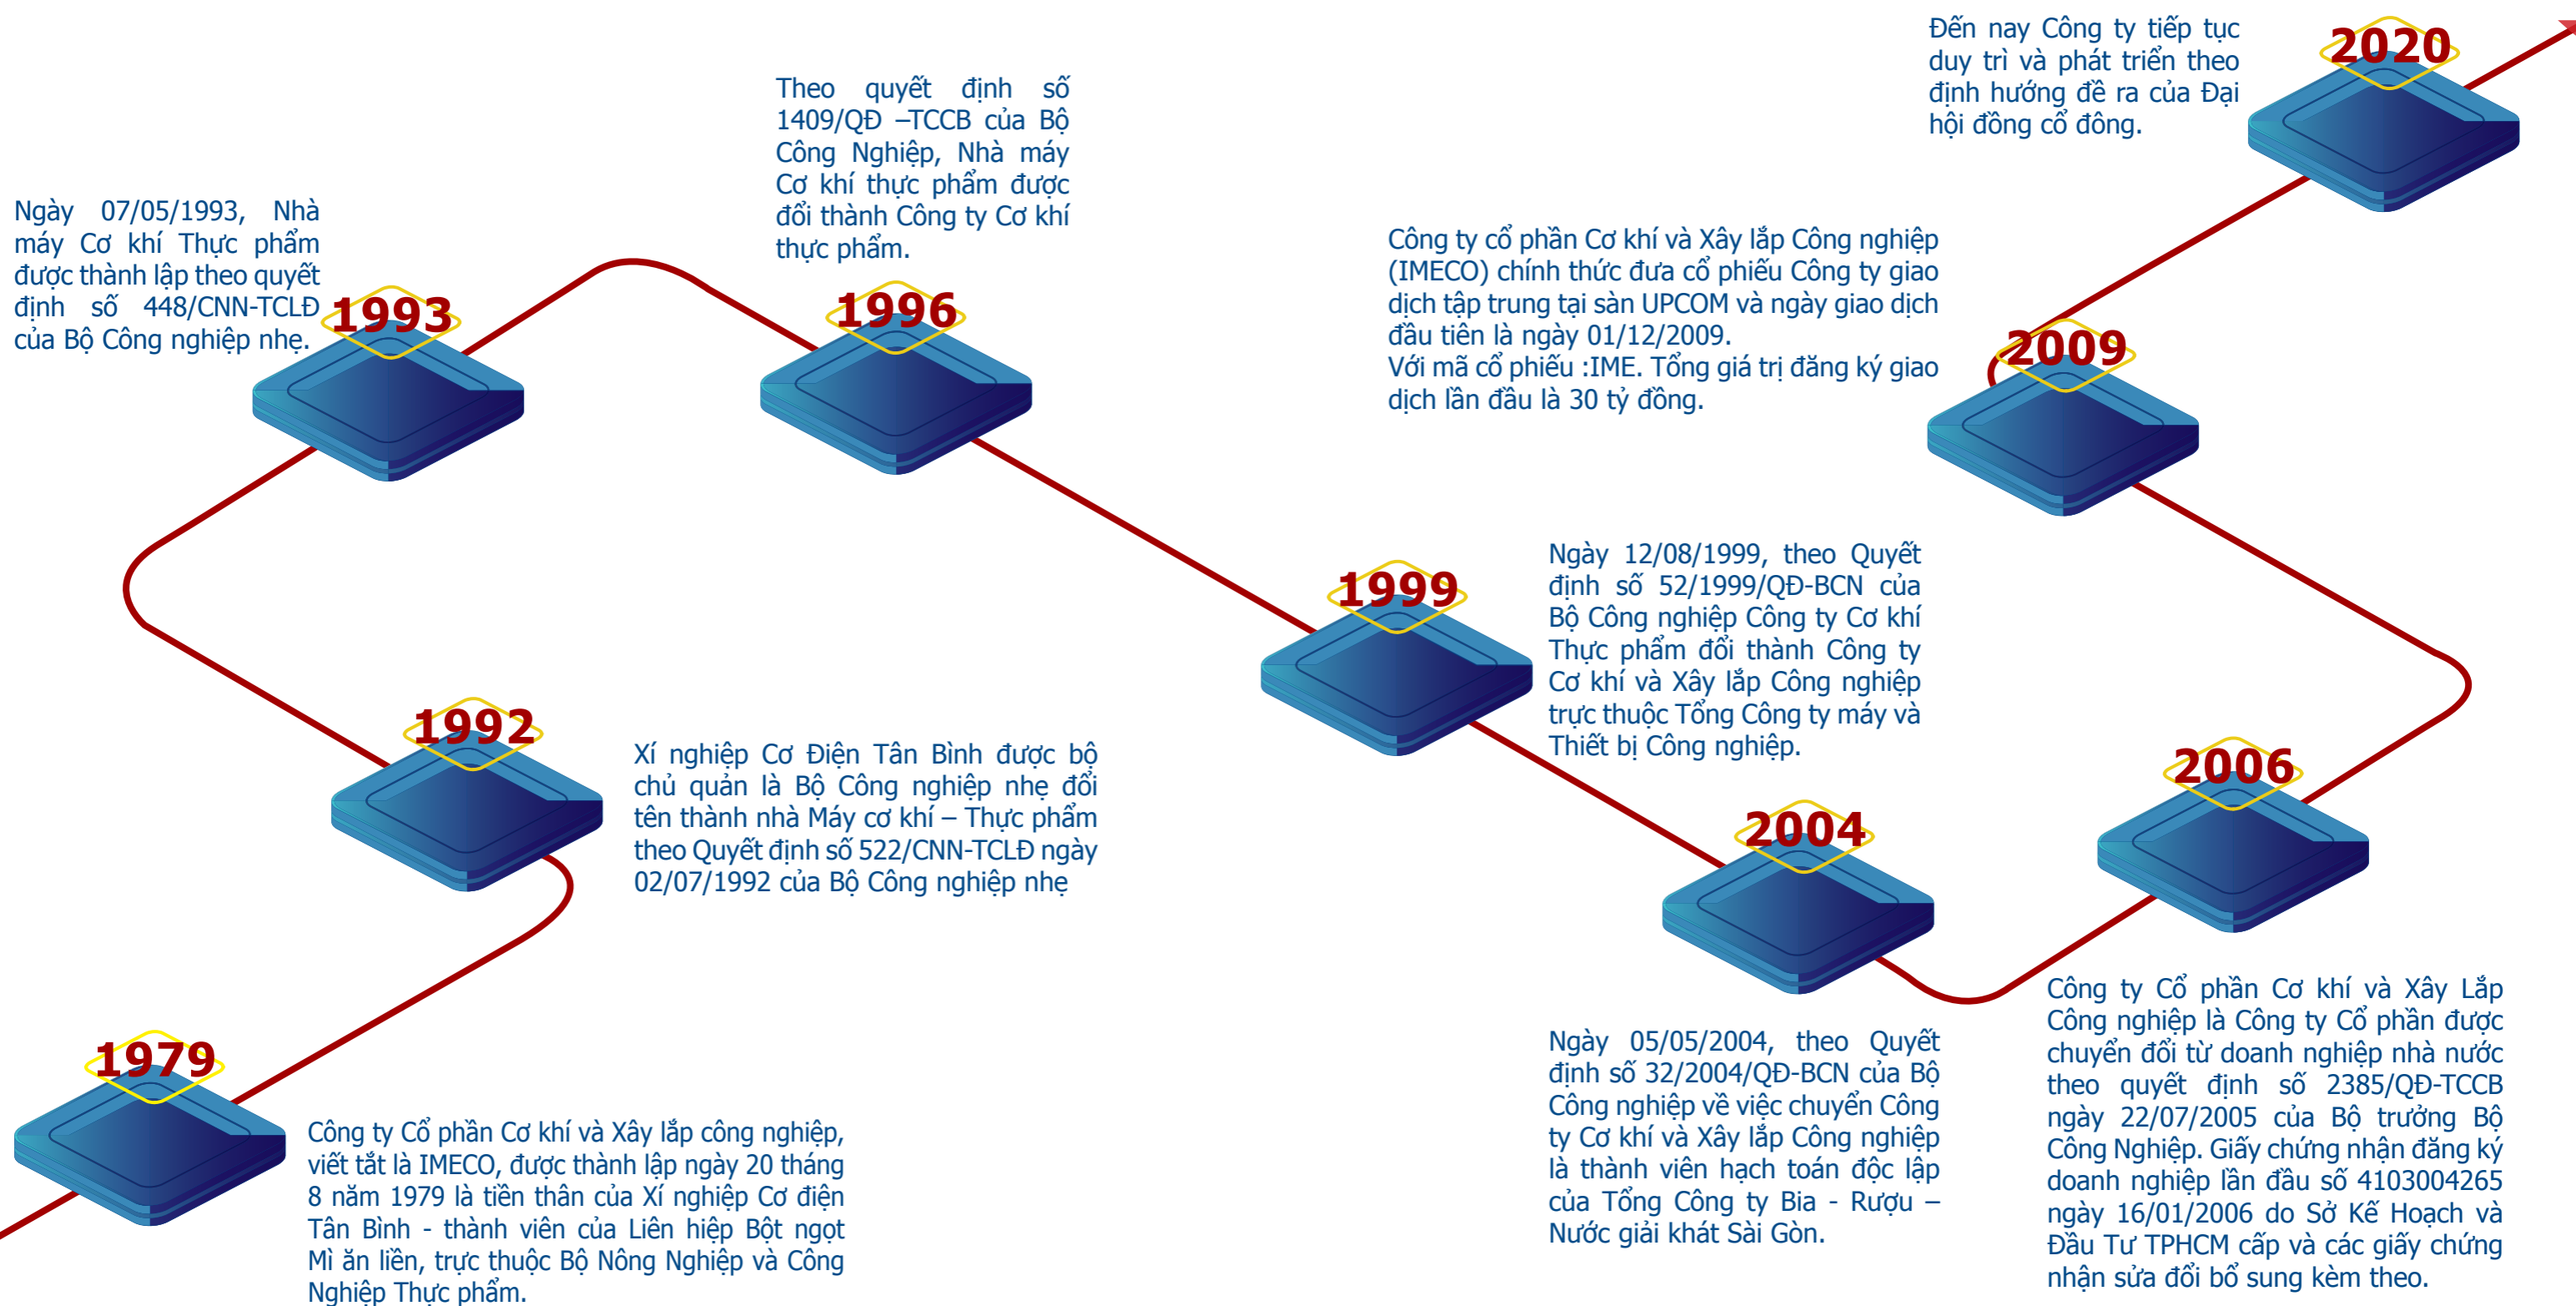 1979
Công ty Cổ phần Cơ khí và Xây lắp công nghiệp,
viết tắt là IMECO, được thành lập ngày 20 tháng
8 năm 1979 là tiền thân của Xí nghiệp Cơ điện
Tân Bình - thành viên của Liên hiệp Bột ngọt
Mì ăn liền, trực thuộc Bộ Nông Nghiệp và Công
Nghiệp Thực phẩm.
1992
Xí nghiệp Cơ Điện Tân Bình được bộ
chủ quản là Bộ Công nghiệp nhẹ đổi
tên thành nhà Máy cơ khí – Thực phẩm
theo Quyết định số 522/CNN-TCLĐ ngày
02/07/1992 của Bộ Công nghiệp nhẹ
1993
Ngày 07/05/1993, Nhà
máy Cơ khí Thực phẩm
được thành lập theo quyết
định số 448/CNN-TCLĐ
của Bộ Công nghiệp nhẹ.
1996
Theo quyết định số
1409/QĐ –TCCB của Bộ
Công Nghiệp, Nhà máy
Cơ khí thực phẩm được
đổi thành Công ty Cơ khí
thực phẩm.
1999
Ngày 12/08/1999, theo Quyết
định số 52/1999/QĐ-BCN của
Bộ Công nghiệp Công ty Cơ khí
Thực phẩm đổi thành Công ty
Cơ khí và Xây lắp Công nghiệp
trực thuộc Tổng Công ty máy và
Thiết bị Công nghiệp.
2004
Ngày 05/05/2004, theo Quyết
định số 32/2004/QĐ-BCN của Bộ
Công nghiệp về việc chuyển Công
ty Cơ khí và Xây lắp Công nghiệp
là thành viên hạch toán độc lập
của Tổng Công ty Bia - Rượu –
Nước giải khát Sài Gòn.
2006
Công ty Cổ phần Cơ khí và Xây Lắp
Công nghiệp là Công ty Cổ phần được
chuyển đổi từ doanh nghiệp nhà nước
theo quyết định số 2385/QĐ-TCCB
ngày 22/07/2005 của Bộ trưởng Bộ
Công Nghiệp. Giấy chứng nhận đăng ký
doanh nghiệp lần đầu số 4103004265
ngày 16/01/2006 do Sở Kế Hoạch và
Đầu Tư TPHCM cấp và các giấy chứng
nhận sửa đổi bổ sung kèm theo.
2009
Công ty cổ phần Cơ khí và Xây lắp Công nghiệp
(IMECO) chính thức đưa cổ phiếu Công ty giao
dịch tập trung tại sàn UPCOM và ngày giao dịch
đầu tiên là ngày 01/12/2009.
Với mã cổ phiếu :IME. Tổng giá trị đăng ký giao
dịch lần đầu là 30 tỷ đồng.
2020
Đến nay Công ty tiếp tục
duy trì và phát triển theo
định hướng đề ra của Đại
hội đồng cổ đông.